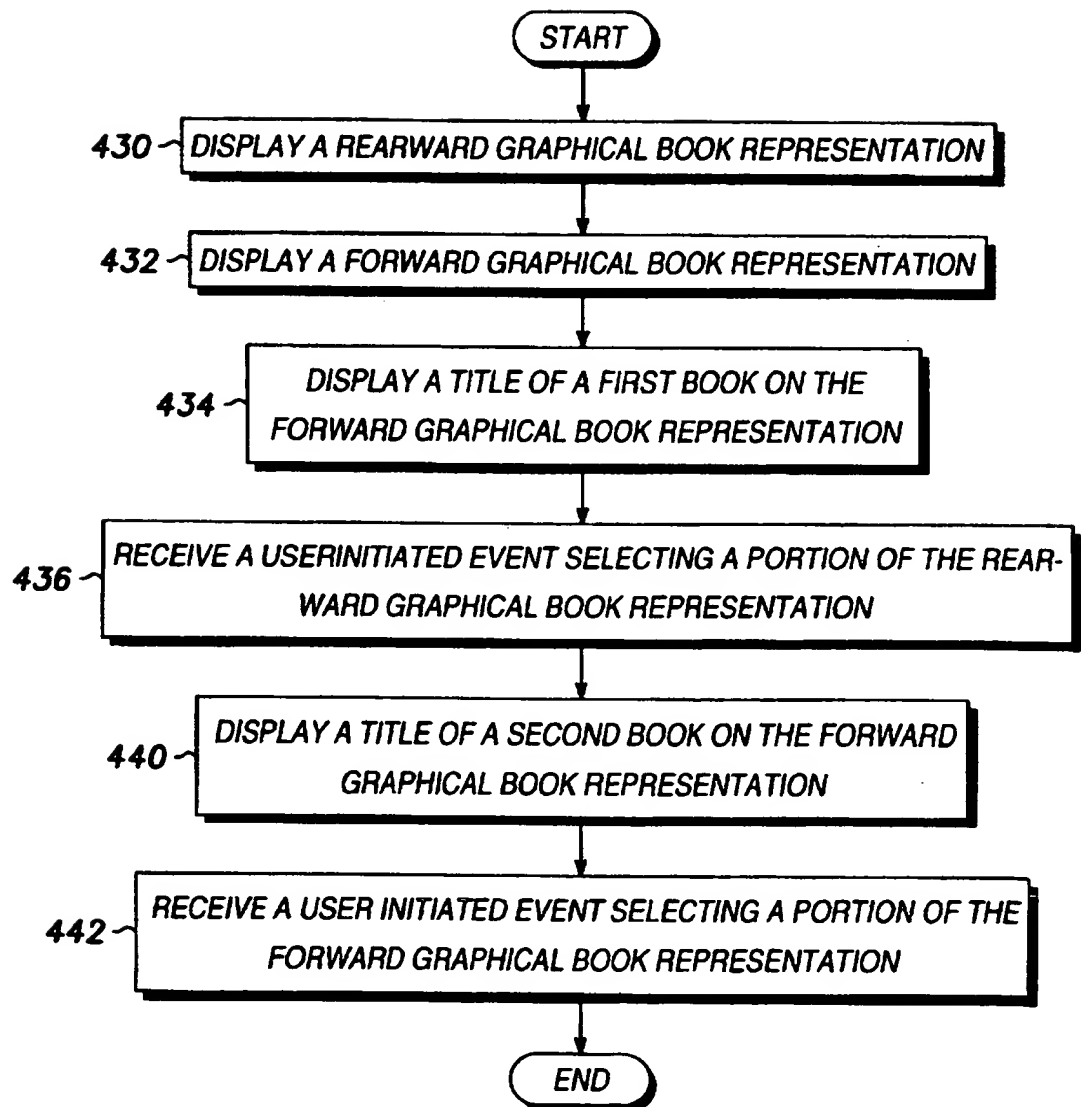 START
430 DISPLAY A REARWARD GRAPHICAL BOOK REPRESENTATION
432 DISPLAY A FORWARD GRAPHICAL BOOK REPRESENTATION
434 DISPLAY A TITLE OF A FIRST BOOK ON THE
FORWARD GRAPHICAL BOOK REPRESENTATION
436 RECEIVE A USERINITIATED EVENT SELECTING A PORTION OF THE REAR-
WARD GRAPHICAL BOOK REPRESENTATION
440 DISPLAY A TITLE OF A SECOND BOOK ON THE FORWARD
GRAPHICAL BOOK REPRESENTATION
442 RECEIVE A USER INITIATED EVENT SELECTING A PORTION OF THE
FORWARD GRAPHICAL BOOK REPRESENTATION
END